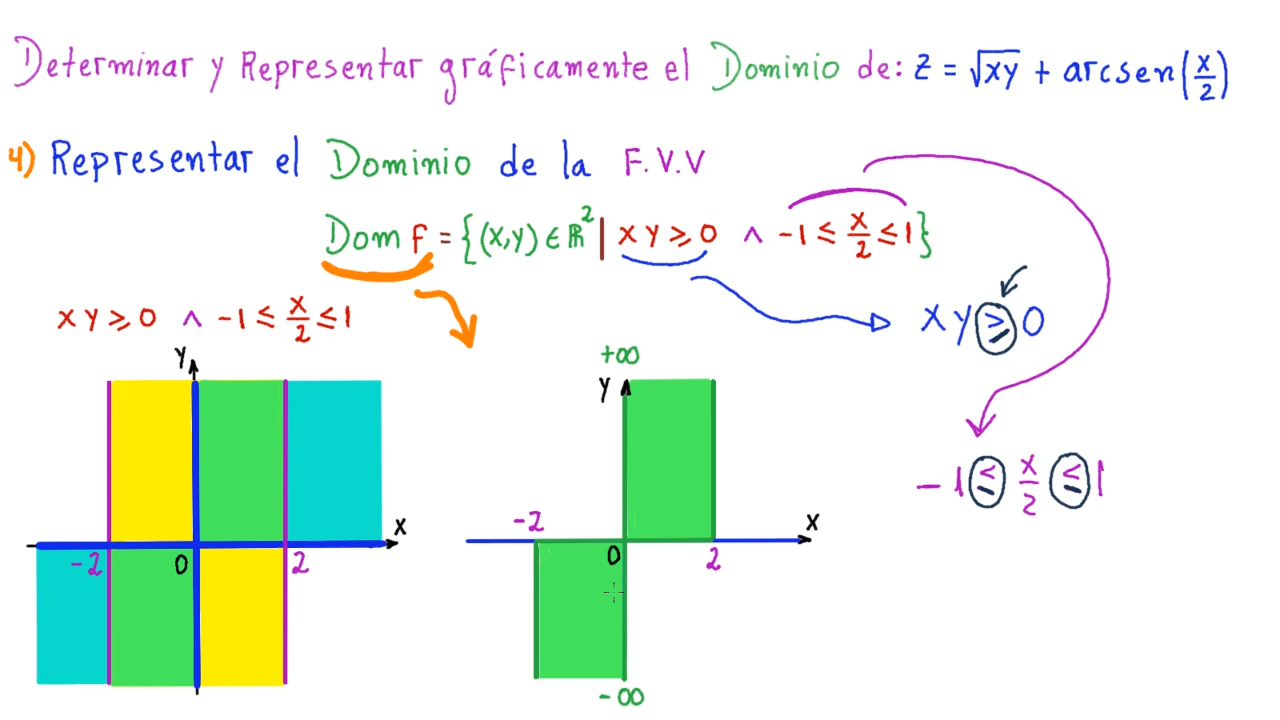 Determinar y Representar gráficamente el Dominio de: z = √xy + arcsen(x/2)
4) Representar el Dominio de la F.V.V
Dom f = {(x,y) ∈ ℝ² | xy ≥ 0 ∧ -1 ≤ x/2 ≤ 1}
xy ≥ 0 ∧ -1 ≤ x/2 ≤ 1
xy ≥ 0
-1 ≤ x/2 ≤ 1
y
x
-2
0
2
+∞
y
-2
x
0
2
-∞